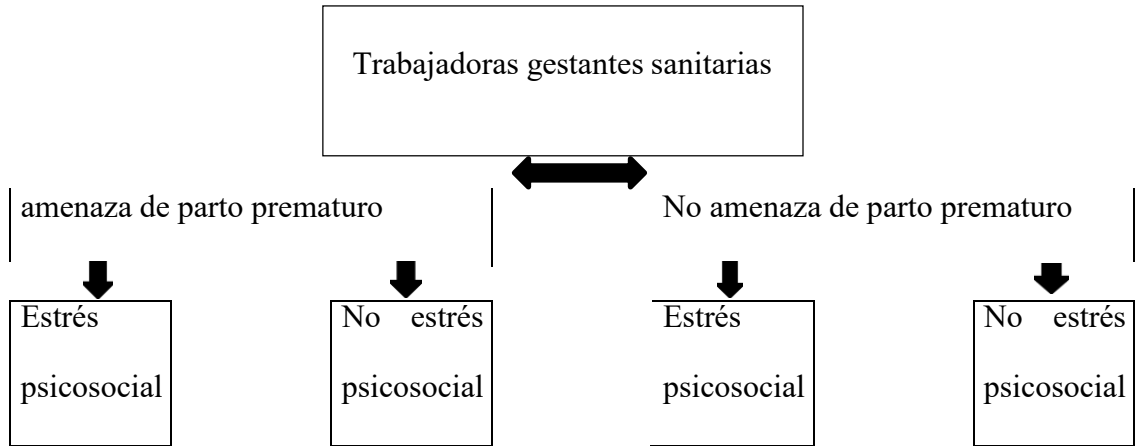 Trabajadoras gestantes sanitarias
amenaza de parto prematuro
No amenaza de parto prematuro
Estrés
psicosocial
No estrés
psicosocial
Estrés
psicosocial
No estrés
psicosocial